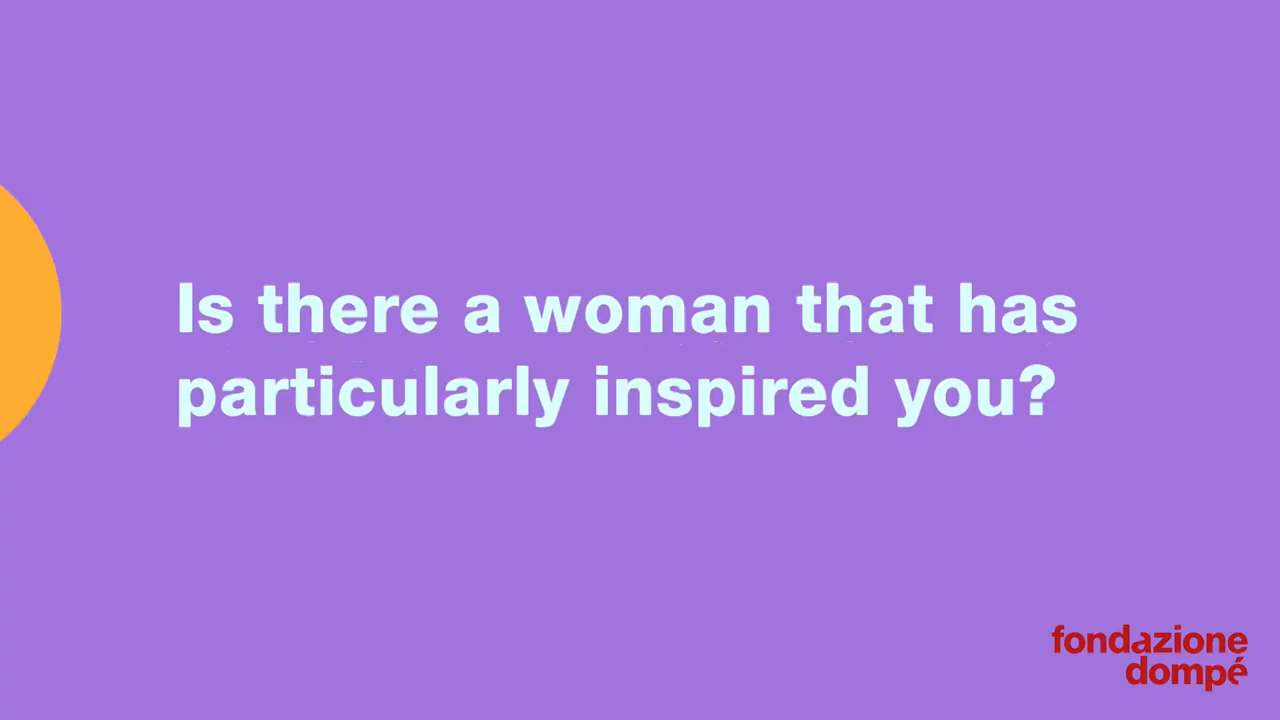 Is there a woman that has
particularly inspired you?
fondazione
dompé